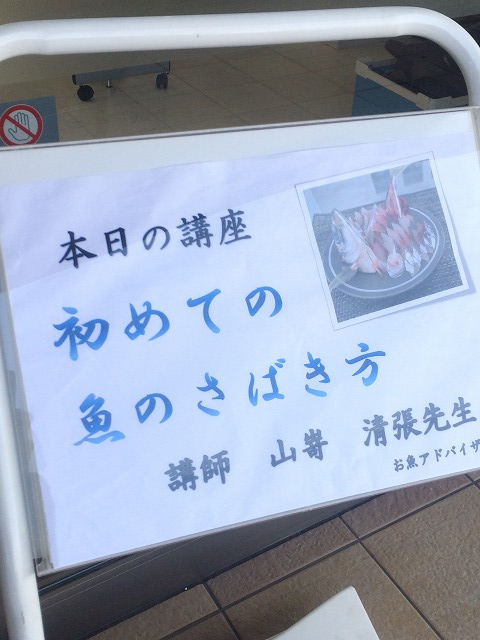 本日の講座
初めての
魚のさばき方
講師 山嵜 清張先生
お魚アドバイザ